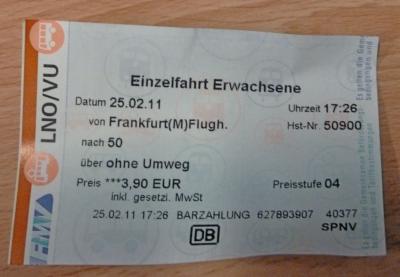 LNO/VU
Einzelfahrt Erwachsene
Datum 25.02.11 Uhrzeit 17:26
von Frankfurt(M)Flugh. Hst-Nr. 50900
nach 50
über ohne Umweg
Preis ***3,90 EUR Preisstufe 04
inkl. gesetzl. MwSt
25.02.11 17:26 BARZAHLUNG 627893907 40377
DB SPNV